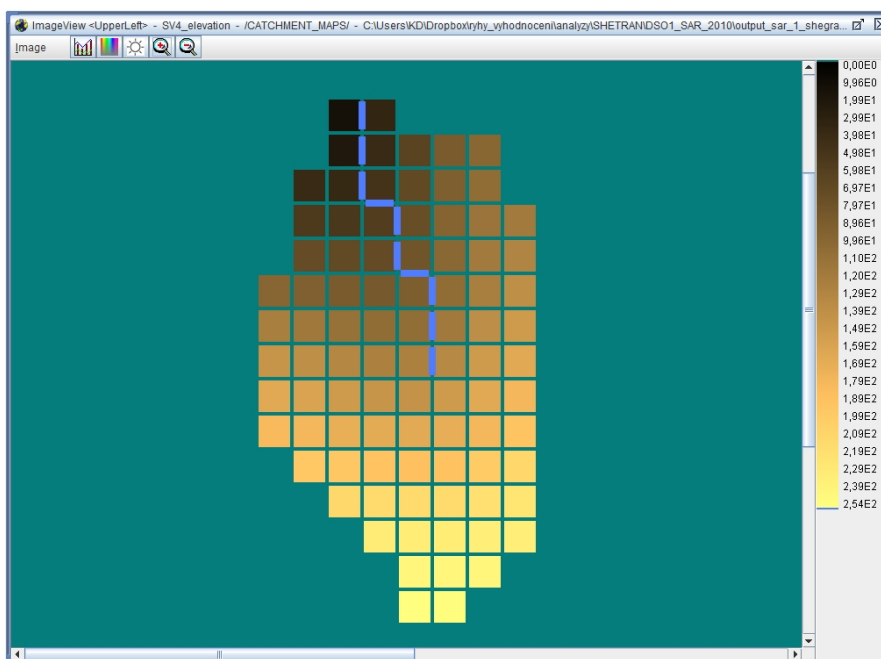 ImageView <UpperLeft> - SV4_elevation - /CATCHMENT_MAPS/ - C:\Users\KD\Dropbox\ryhy_vyhodnoceni\analyzy\SHETRAN\DSO1_SAR_2010\output_sar_1_shegra...
Image
0,00E0
9,96E0
1,99E1
2,99E1
3,98E1
4,98E1
5,98E1
6,97E1
7,97E1
8,96E1
9,96E1
1,10E2
1,20E2
1,29E2
1,39E2
1,49E2
1,59E2
1,69E2
1,79E2
1,89E2
1,99E2
2,09E2
2,19E2
2,29E2
2,39E2
2,54E2